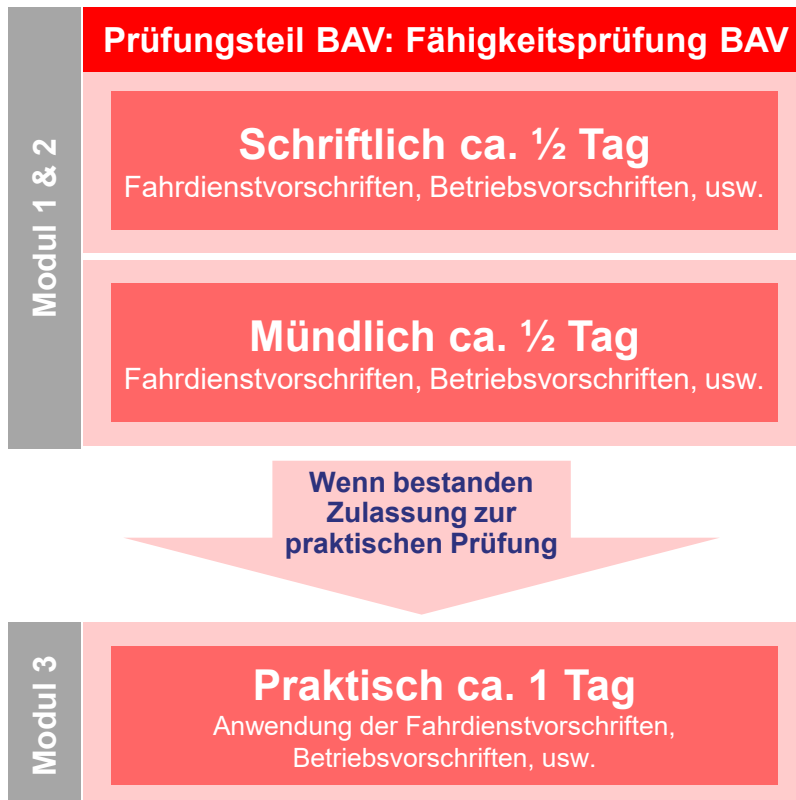 Prüfungsteil BAV: Fähigkeitsprüfung BAV
Modul 1 & 2
Schriftlich ca. ½ Tag
Fahrdienstvorschriften, Betriebsvorschriften, usw.
Mündlich ca. ½ Tag
Fahrdienstvorschriften, Betriebsvorschriften, usw.
Wenn bestanden
Zulassung zur
praktischen Prüfung
Modul 3
Praktisch ca. 1 Tag
Anwendung der Fahrdienstvorschriften,
Betriebsvorschriften, usw.